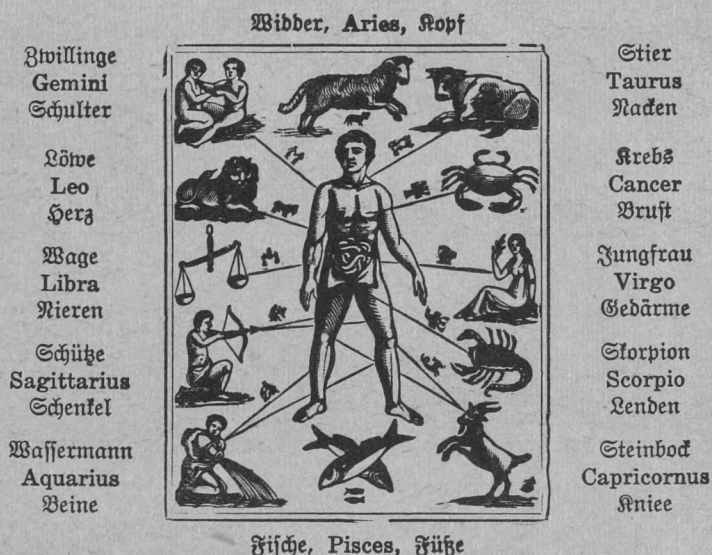 Widder, Aries, Kopf
Zwillinge
Gemini
Schulter
Stier
Taurus
Nacken
Löwe
Leo
Herz
Krebs
Cancer
Brust
Wage
Libra
Nieren
Jungfrau
Virgo
Gedärme
Schütze
Sagittarius
Schenkel
Skorpion
Scorpio
Lenden
Wassermann
Aquarius
Beine
Steinbock
Capricornus
Kniee
Fische, Pisces, Füße